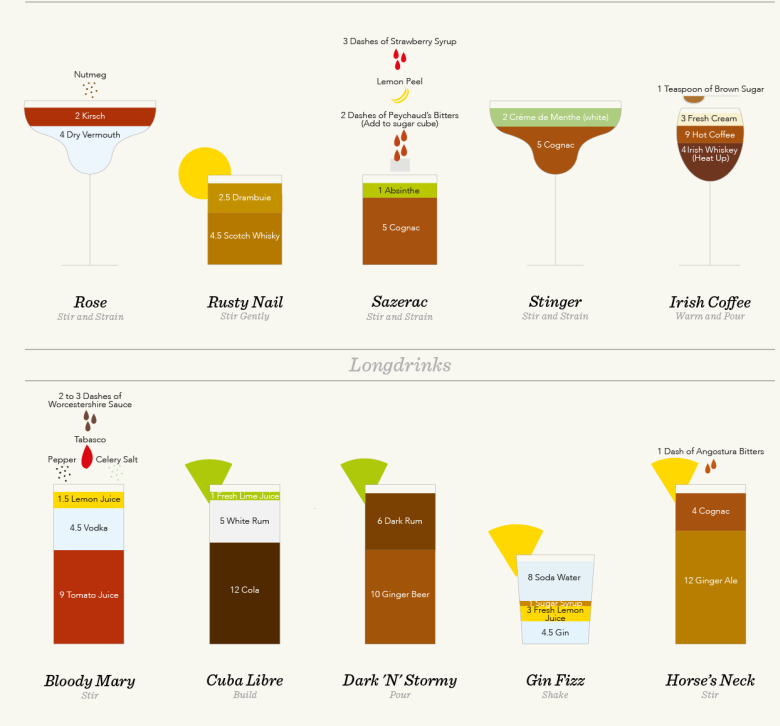 Nutmeg
2 Kirsch
4 Dry Vermouth
Rose
Stir and Strain
2.5 Drambuie
4.5 Scotch Whisky
Rusty Nail
Stir Gently
3 Dashes of Strawberry Syrup
Lemon Peel
2 Dashes of Peychaud's Bitters
(Add to sugar cube)
1 Absinthe
5 Cognac
Sazerac
Stir and Strain
2 Créme de Menthe (white)
5 Cognac
Stinger
Stir and Strain
1 Teaspoon of Brown Sugar
3 Fresh Cream
9 Hot Coffee
4 Irish Whiskey
(Heat Up)
Irish Coffee
Warm and Pour
Longdrinks
2 to 3 Dashes of
Worcestershire Sauce
Tabasco
Pepper
Celery Salt
1.5 Lemon Juice
4.5 Vodka
9 Tomato Juice
Bloody Mary
Stir
1 Fresh Lime Juice
5 White Rum
12 Cola
Cuba Libre
Build
6 Dark Rum
10 Ginger Beer
Dark 'N' Stormy
Pour
8 Soda Water
1 Sugar Syrup
3 Fresh Lemon
Juice
4.5 Gin
Gin Fizz
Shake
1 Dash of Angostura Bitters
4 Cognac
12 Ginger Ale
Horse's Neck
Stir